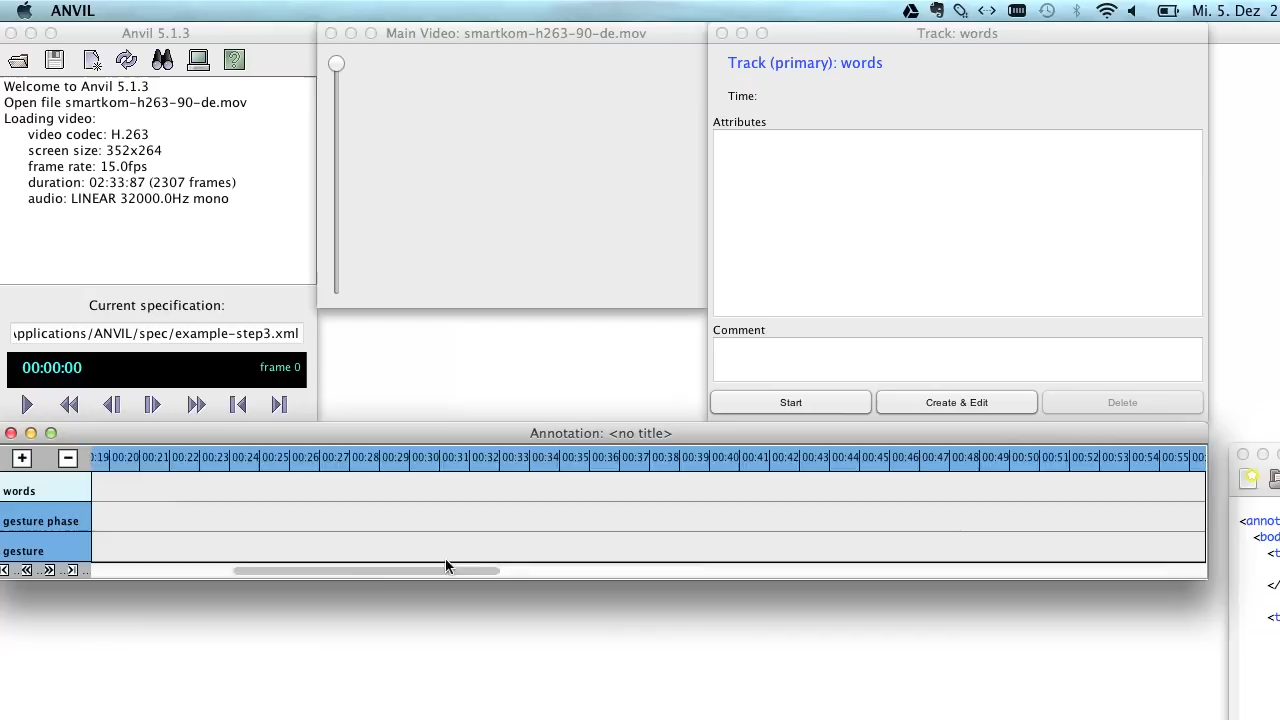 ANVIL
Mi. 5. Dez 2
Anvil 5.1.3
Welcome to Anvil 5.1.3
Open file smartkom-h263-90-de.mov
Loading video:
video codec: H.263
screen size: 352x264
frame rate: 15.0fps
duration: 02:33:87 (2307 frames)
audio: LINEAR 32000.0Hz mono
Current specification:
pplications/ANVIL/spec/example-step3.xml
00:00:00
frame 0
Main Video: smartkom-h263-90-de.mov
Track: words
Track (primary): words
Time:
Attributes
Comment
Start
Create & Edit
Delete
Annotation: <no title>
+ -
:19 00:20 00:21 00:22 00:23 00:24 00:25 00:26 00:27 00:28 00:29 00:30 00:31 00:32 00:33 00:34 00:35 00:36 00:37 00:38 00:39 00:40 00:41 00:42 00:43 00:44 00:45 00:46 00:47 00:48 00:49 00:50 00:51 00:52 00:53 00:54 00:55 00:
words
gesture phase
gesture
<annot
<bod
<t
</
<t